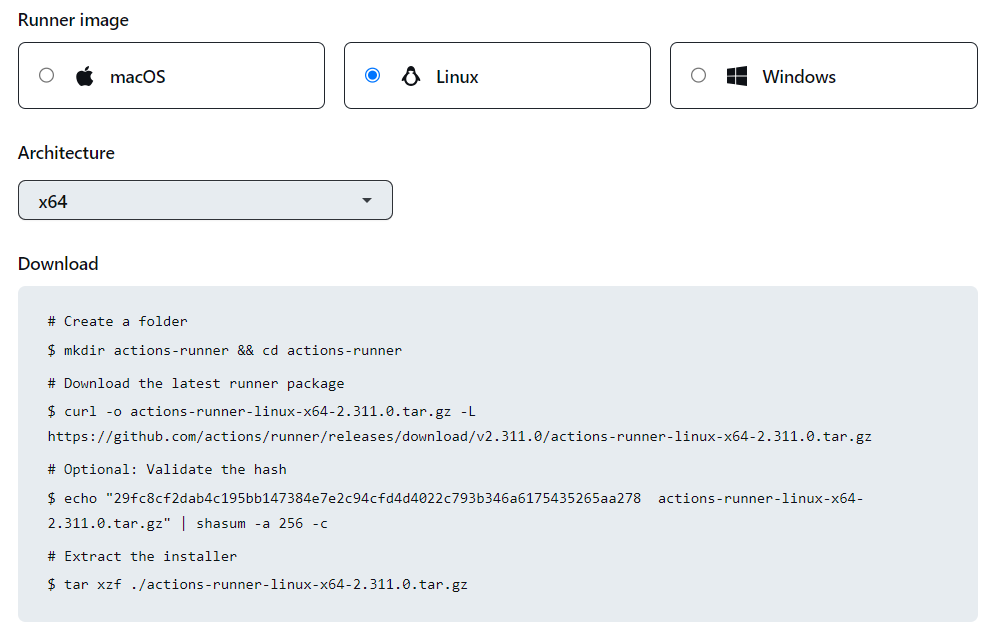 Runner image
macOS
Linux
Windows
Architecture
x64
Download
# Create a folder
$ mkdir actions-runner && cd actions-runner
# Download the latest runner package
$ curl -o actions-runner-linux-x64-2.311.0.tar.gz -L
https://github.com/actions/runner/releases/download/v2.311.0/actions-runner-linux-x64-2.311.0.tar.gz
# Optional: Validate the hash
$ echo "29fc8cf2dab4c195bb147384e7e2c94cfd4d4022c793b346a6175435265aa278  actions-runner-linux-x64-
2.311.0.tar.gz" | shasum -a 256 -c
# Extract the installer
$ tar xzf ./actions-runner-linux-x64-2.311.0.tar.gz